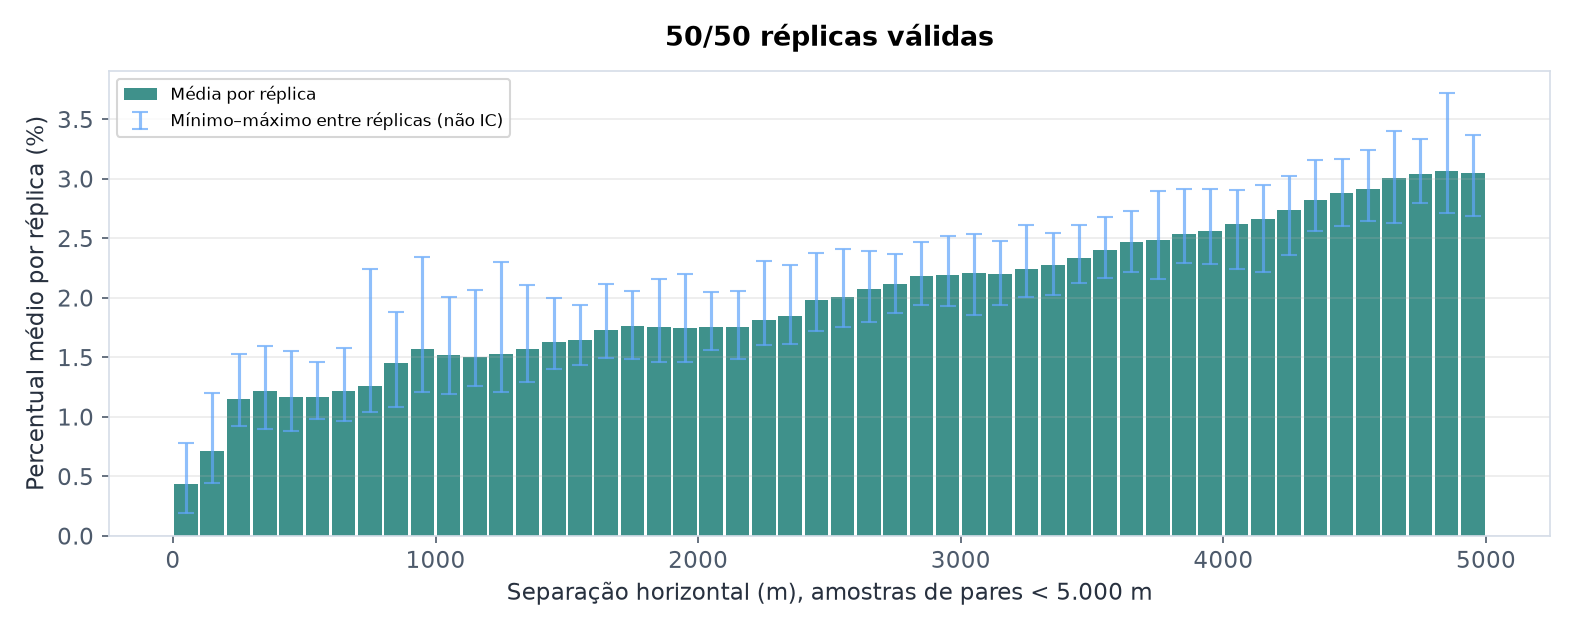 50/50 réplicas válidas
Média por réplica
Mínimo–máximo entre réplicas (não IC)
Percentual médio por réplica (%)
3.5
3.0
2.5
2.0
1.5
1.0
0.5
0.0
0 1000 2000 3000 4000 5000
Separação horizontal (m), amostras de pares < 5.000 m